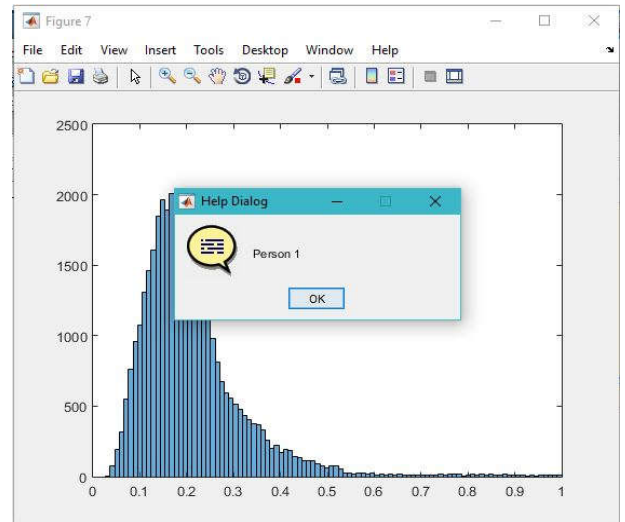 Figure 7
File Edit View Insert Tools Desktop Window Help
2500
2000
1500
1000
500
0
Help Dialog
Person 1
OK
0 0.1 0.2 0.3 0.4 0.5 0.6 0.7 0.8 0.9 1